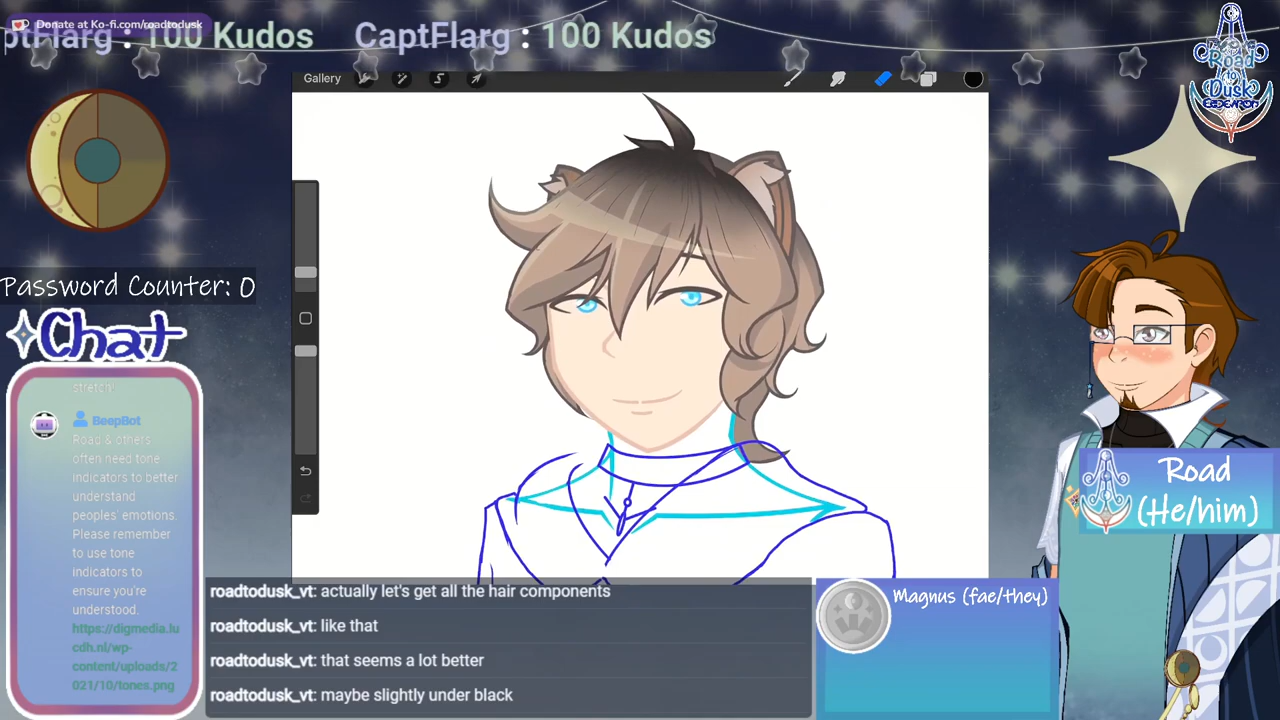 Donate at Ko-fi.com/roadtodusk
ptFlarg : 100 Kudos CaptFlarg : 100 Kudos
Road
to
Dusk
Gallery
Password Counter: 0
Chat
stretch!
BeepBot
Road & others
often need tone
indicators to better
understand
peoples' emotions.
Please remember
to use tone
indicators to
ensure you're
understood.
https://digmedia.lu
cdh.nl/wp-
content/uploads/2
021/10/tones.png
roadtodusk_vt: actually let's get all the hair components
roadtodusk_vt: like that
roadtodusk_vt: that seems a lot better
roadtodusk_vt: maybe slightly under black
Magnus (fae/they)
Road
(He/him)